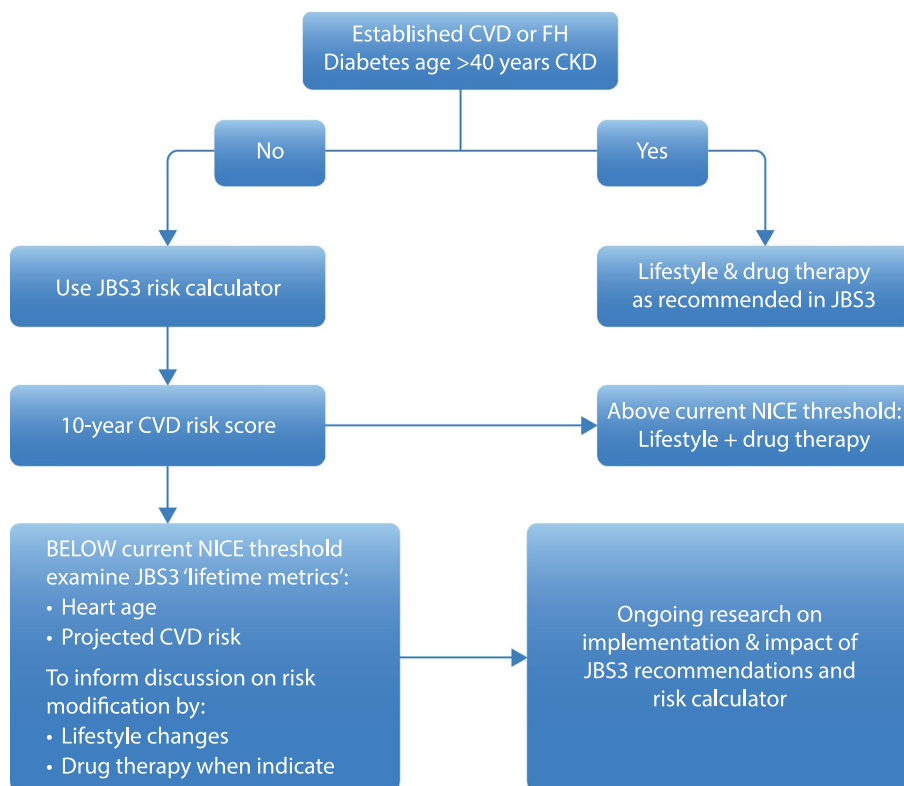 Established CVD or FH
Diabetes age >40 years CKD
No
Yes
Use JBS3 risk calculator
Lifestyle & drug therapy
as recommended in JBS3
10-year CVD risk score
Above current NICE threshold:
Lifestyle + drug therapy
BELOW current NICE threshold
examine JBS3 ‘lifetime metrics’:
• Heart age
• Projected CVD risk
To inform discussion on risk
modification by:
• Lifestyle changes
• Drug therapy when indicate
Ongoing research on
implementation & impact of
JBS3 recommendations and
risk calculator